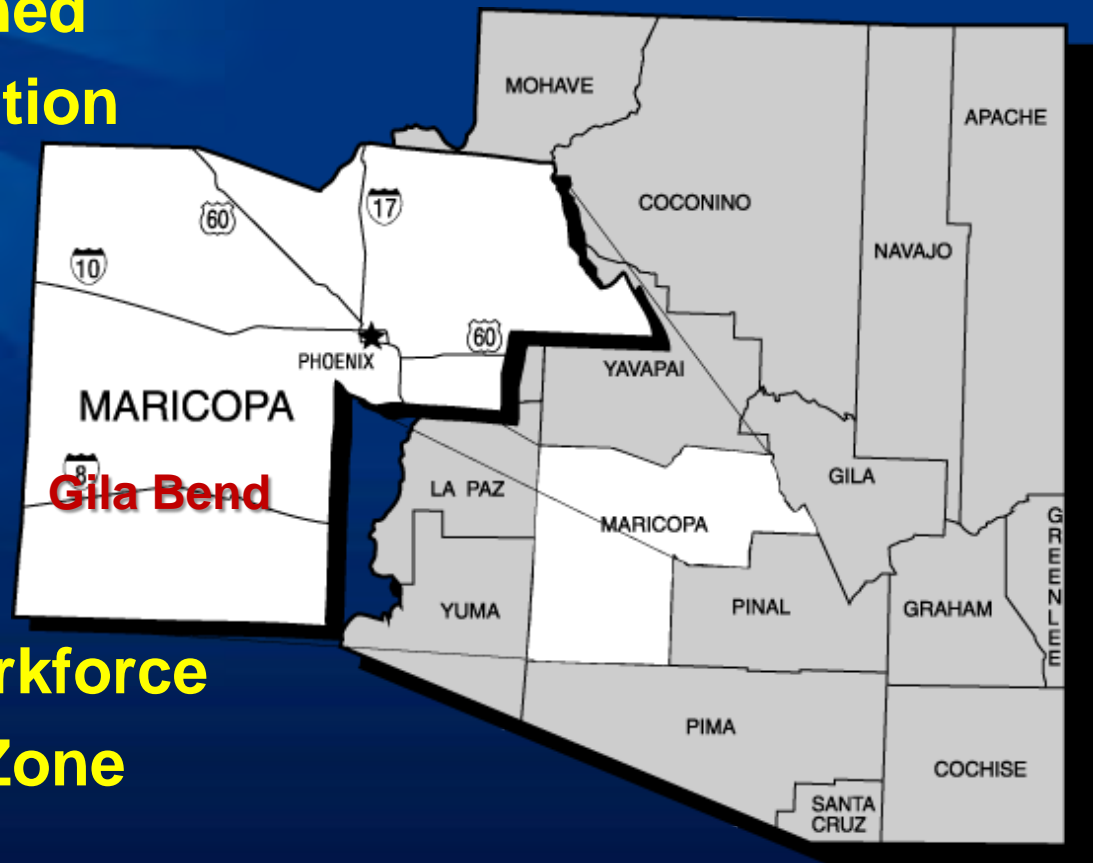 ned
tion
MOHAVE
APACHE
COCONINO
NAVAJO
17
60
10
60
PHOENIX
MARICOPA
8
Gila Bend
YAVAPAI
GILA
LA PAZ
MARICOPA
YUMA
PINAL
GRAHAM
GREENLEE
rkforce
Zone
PIMA
COCHISE
SANTA
CRUZ